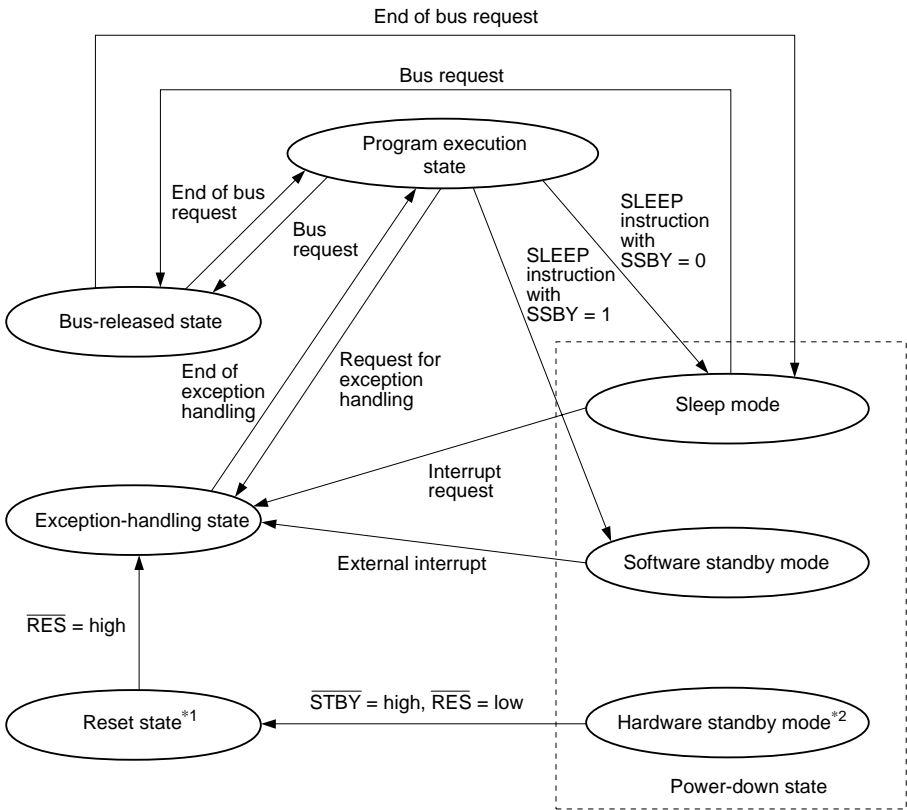 End of bus request
Bus request
Program execution
state
End of bus
request
Bus
request
SLEEP
instruction
with
SSBY = 0
SLEEP
instruction
with
SSBY = 1
Bus-released state
End of
exception
handling
Request for
exception
handling
Sleep mode
Interrupt
request
Exception-handling state
External interrupt
Software standby mode
R̅E̅S̅ = high
Reset state*1
S̅T̅B̅Y̅ = high, R̅E̅S̅ = low
Hardware standby mode*2
Power-down state